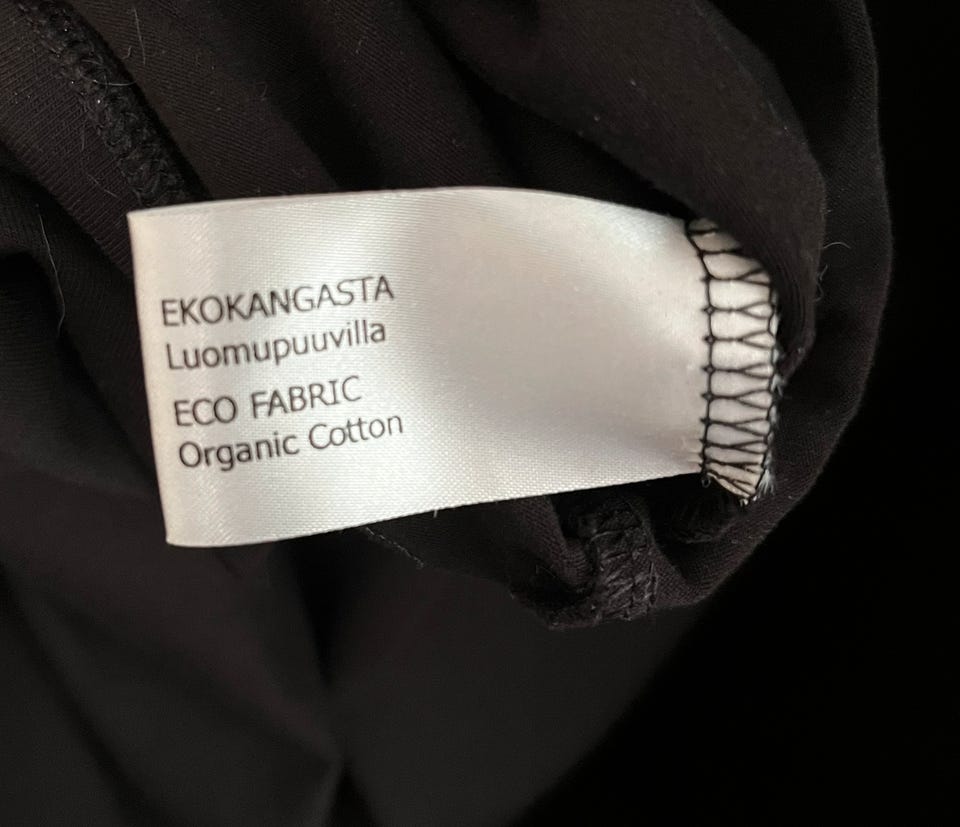 EKOKANGASTA
Luomupuuvilla
ECO FABRIC
Organic Cotton